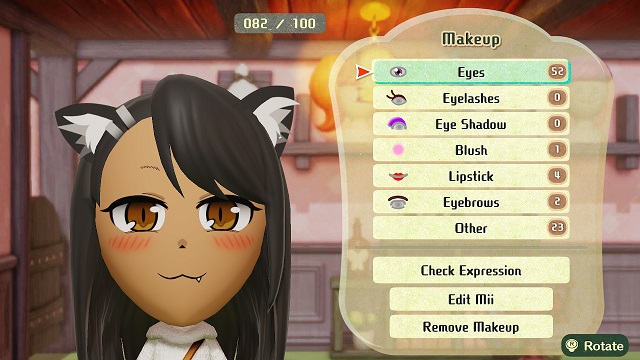 082 / 100
Makeup
Eyes 52
Eyelashes 0
Eye Shadow 0
Blush 1
Lipstick 4
Eyebrows 2
Other 23
Check Expression
Edit Mii
Remove Makeup
R Rotate